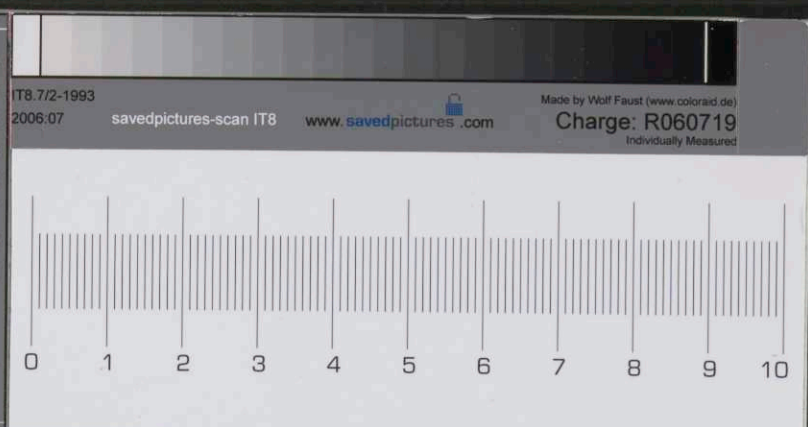 IT8.7/2-1993
2006:07
savedpictures-scan IT8
www.savedpictures.com
Made by Wolf Faust (www.coloraid.de)
Charge: R060719
Individually Measured
0 1 2 3 4 5 6 7 8 9 10